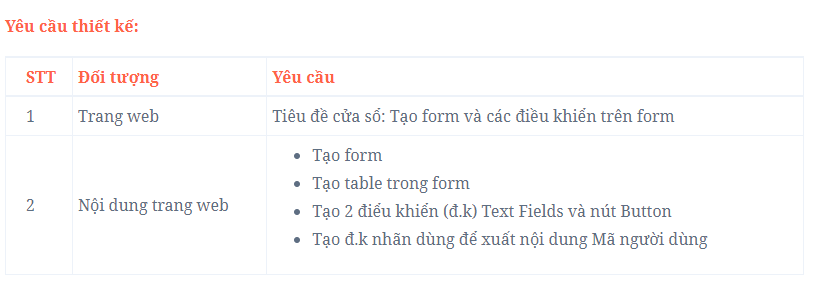 Yêu cầu thiết kế:
STT Đối tượng Yêu cầu
1 Trang web Tiêu đề cửa sổ: Tạo form và các điều khiển trên form
2 Nội dung trang web
Tạo form
Tạo table trong form
Tạo 2 điểu khiển (đ.k) Text Fields và nút Button
Tạo đ.k nhãn dùng để xuất nội dung Mã người dùng